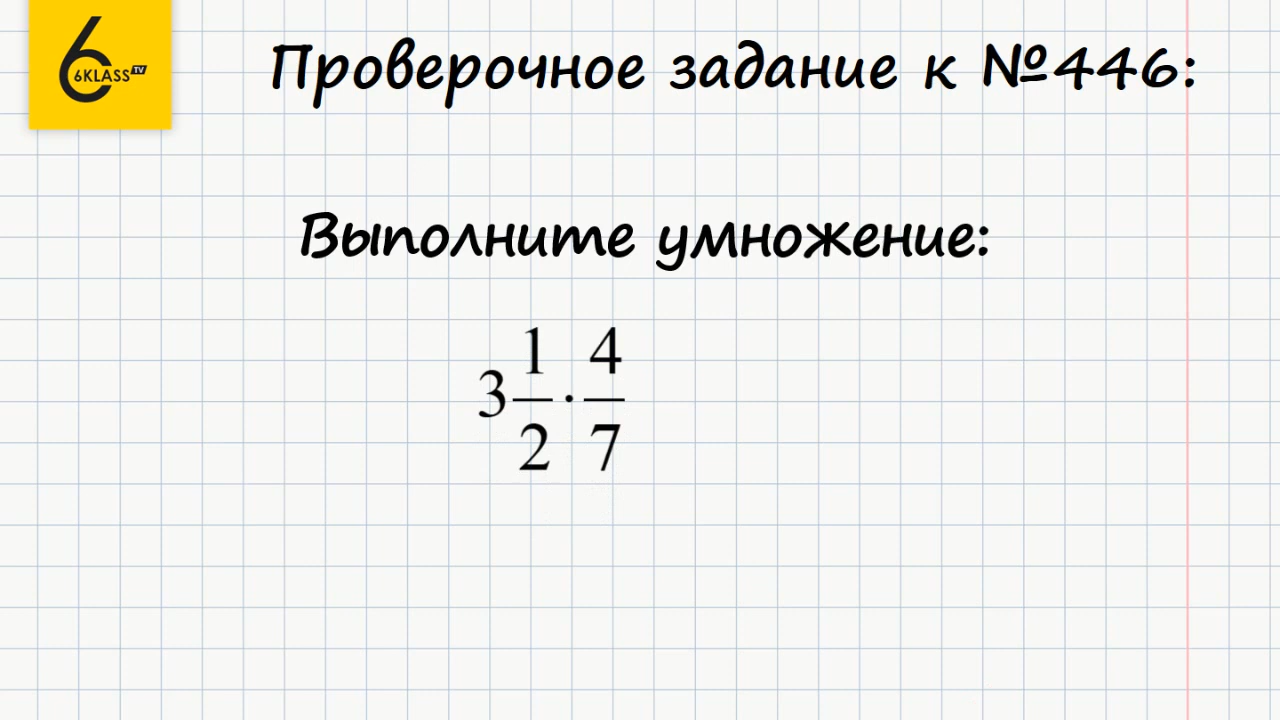 6KLASS TV
Проверочное задание к №446:
Выполните умножение:
3 1/2 · 4/7